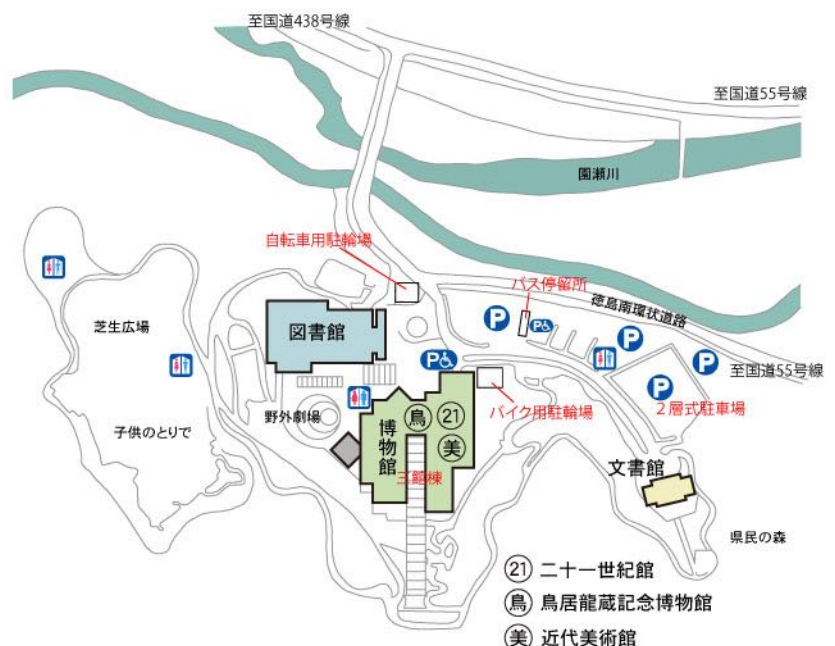 至国道438号線
至国道55号線
園瀬川
自転車用駐輪場
バス停留所
徳島南環状道路
芝生広場
図書館
P
P
P
P
P
P
至国道55号線
2層式駐車場
バイク用駐輪場
野外劇場
鳥
21
美
博物館
三館棟
子供のとりで
文書館
県民の森
21 二十一世紀館
鳥 鳥居龍蔵記念博物館
美 近代美術館